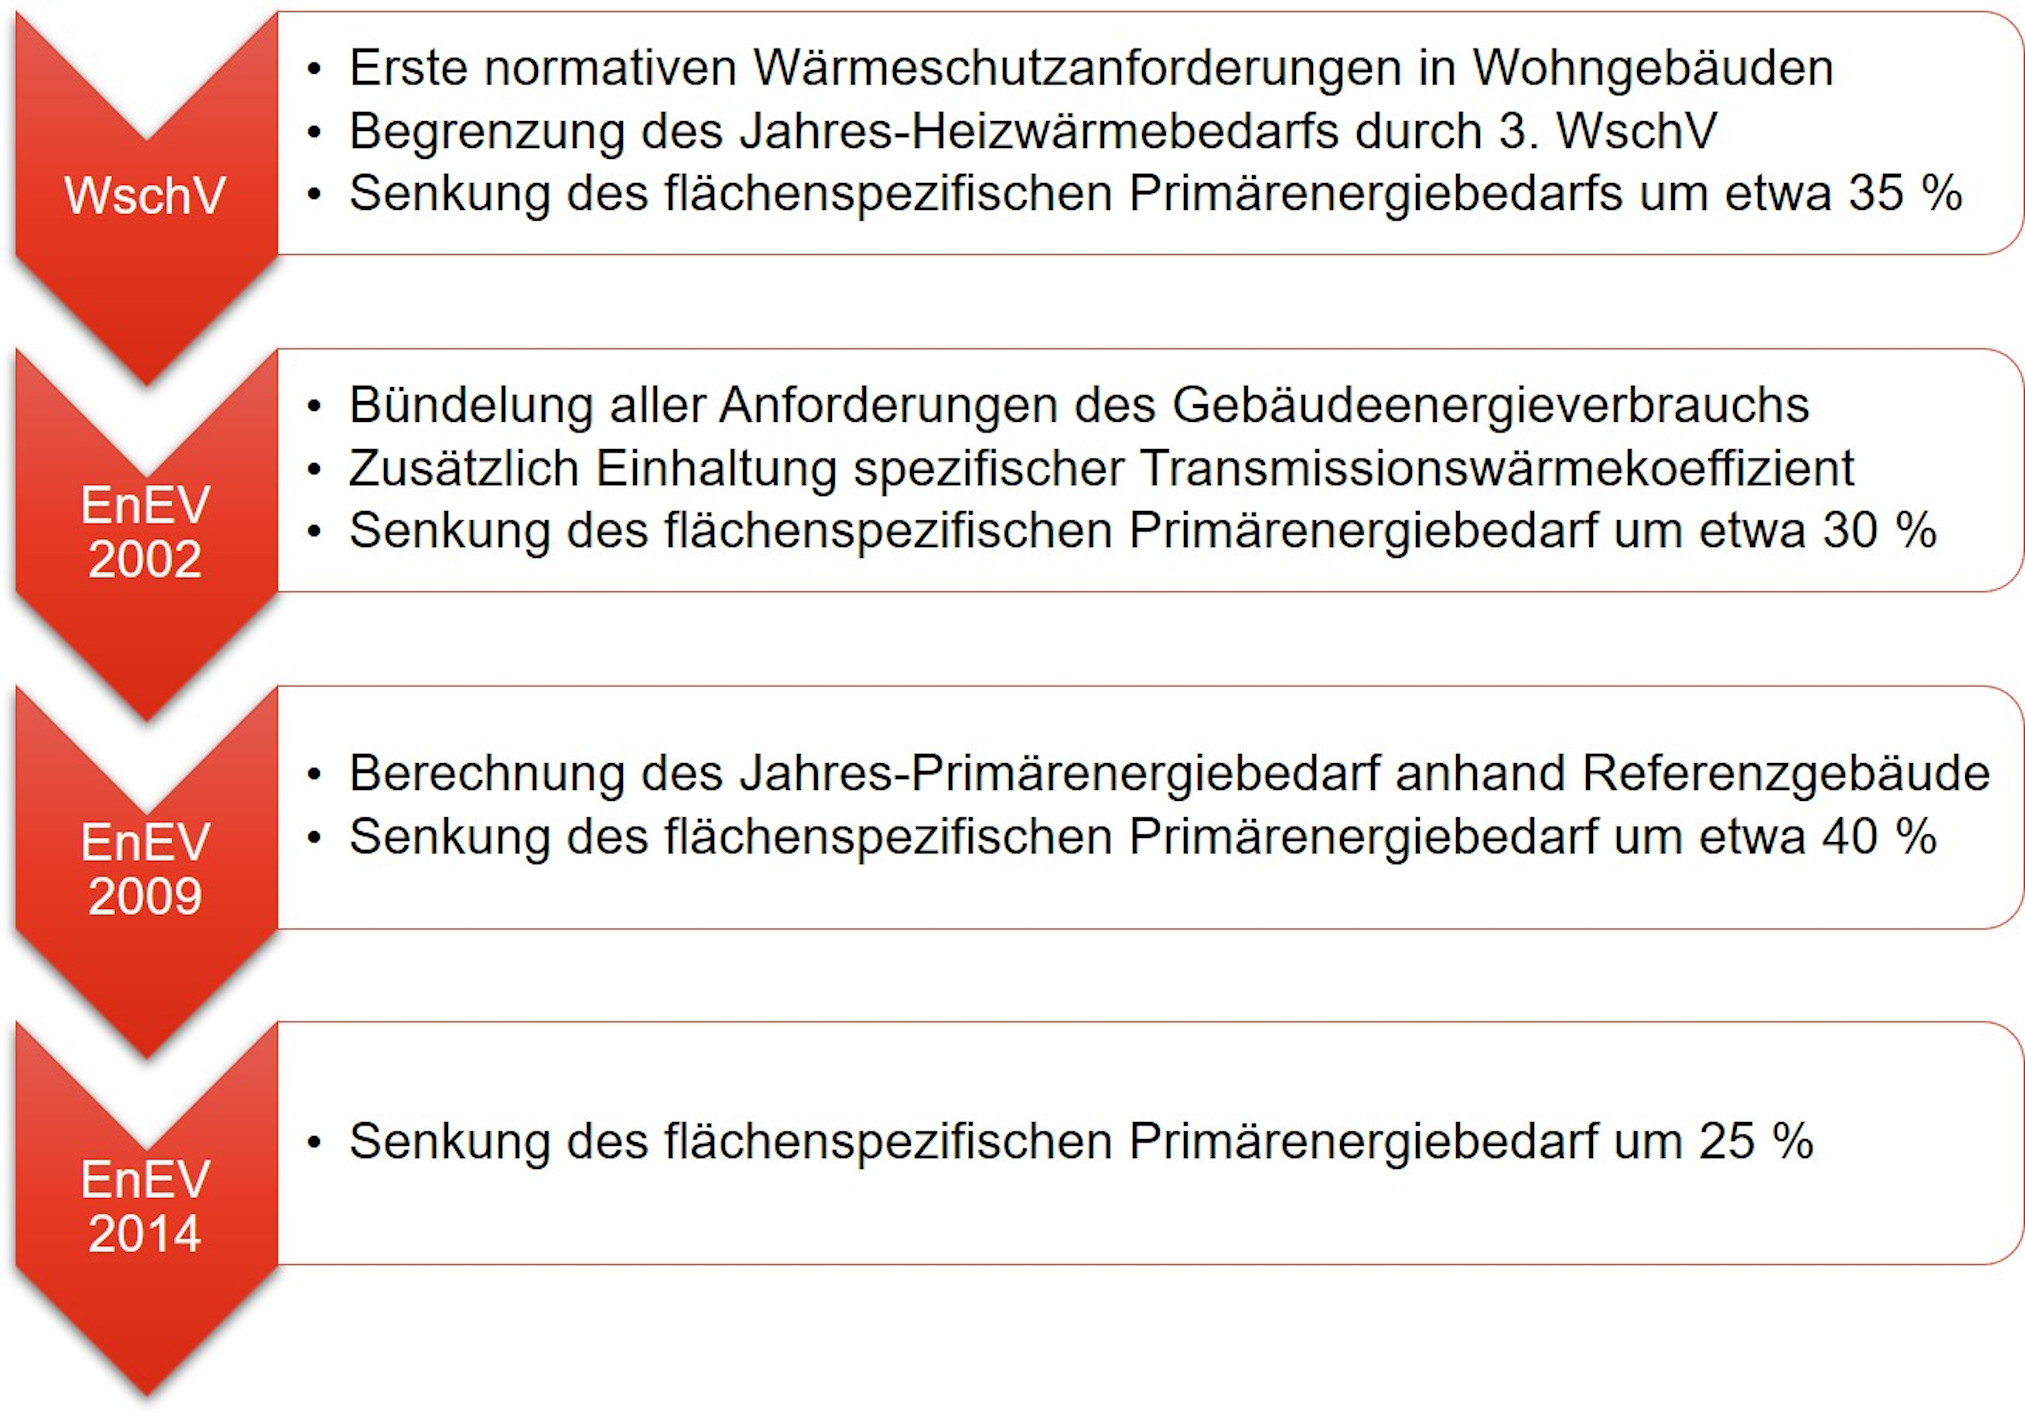 WschV
• Erste normativen Wärmeschutzanforderungen in Wohngebäuden
• Begrenzung des Jahres-Heizwärmebedarfs durch 3. WschV
• Senkung des flächenspezifischen Primärenergiebedarfs um etwa 35 %
EnEV
2002
• Bündelung aller Anforderungen des Gebäudeenergieverbrauchs
• Zusätzlich Einhaltung spezifischer Transmissionswärmekoeffizient
• Senkung des flächenspezifischen Primärenergiebedarf um etwa 30 %
EnEV
2009
• Berechnung des Jahres-Primärenergiebedarf anhand Referenzgebäude
• Senkung des flächenspezifischen Primärenergiebedarf um etwa 40 %
EnEV
2014
• Senkung des flächenspezifischen Primärenergiebedarf um 25 %